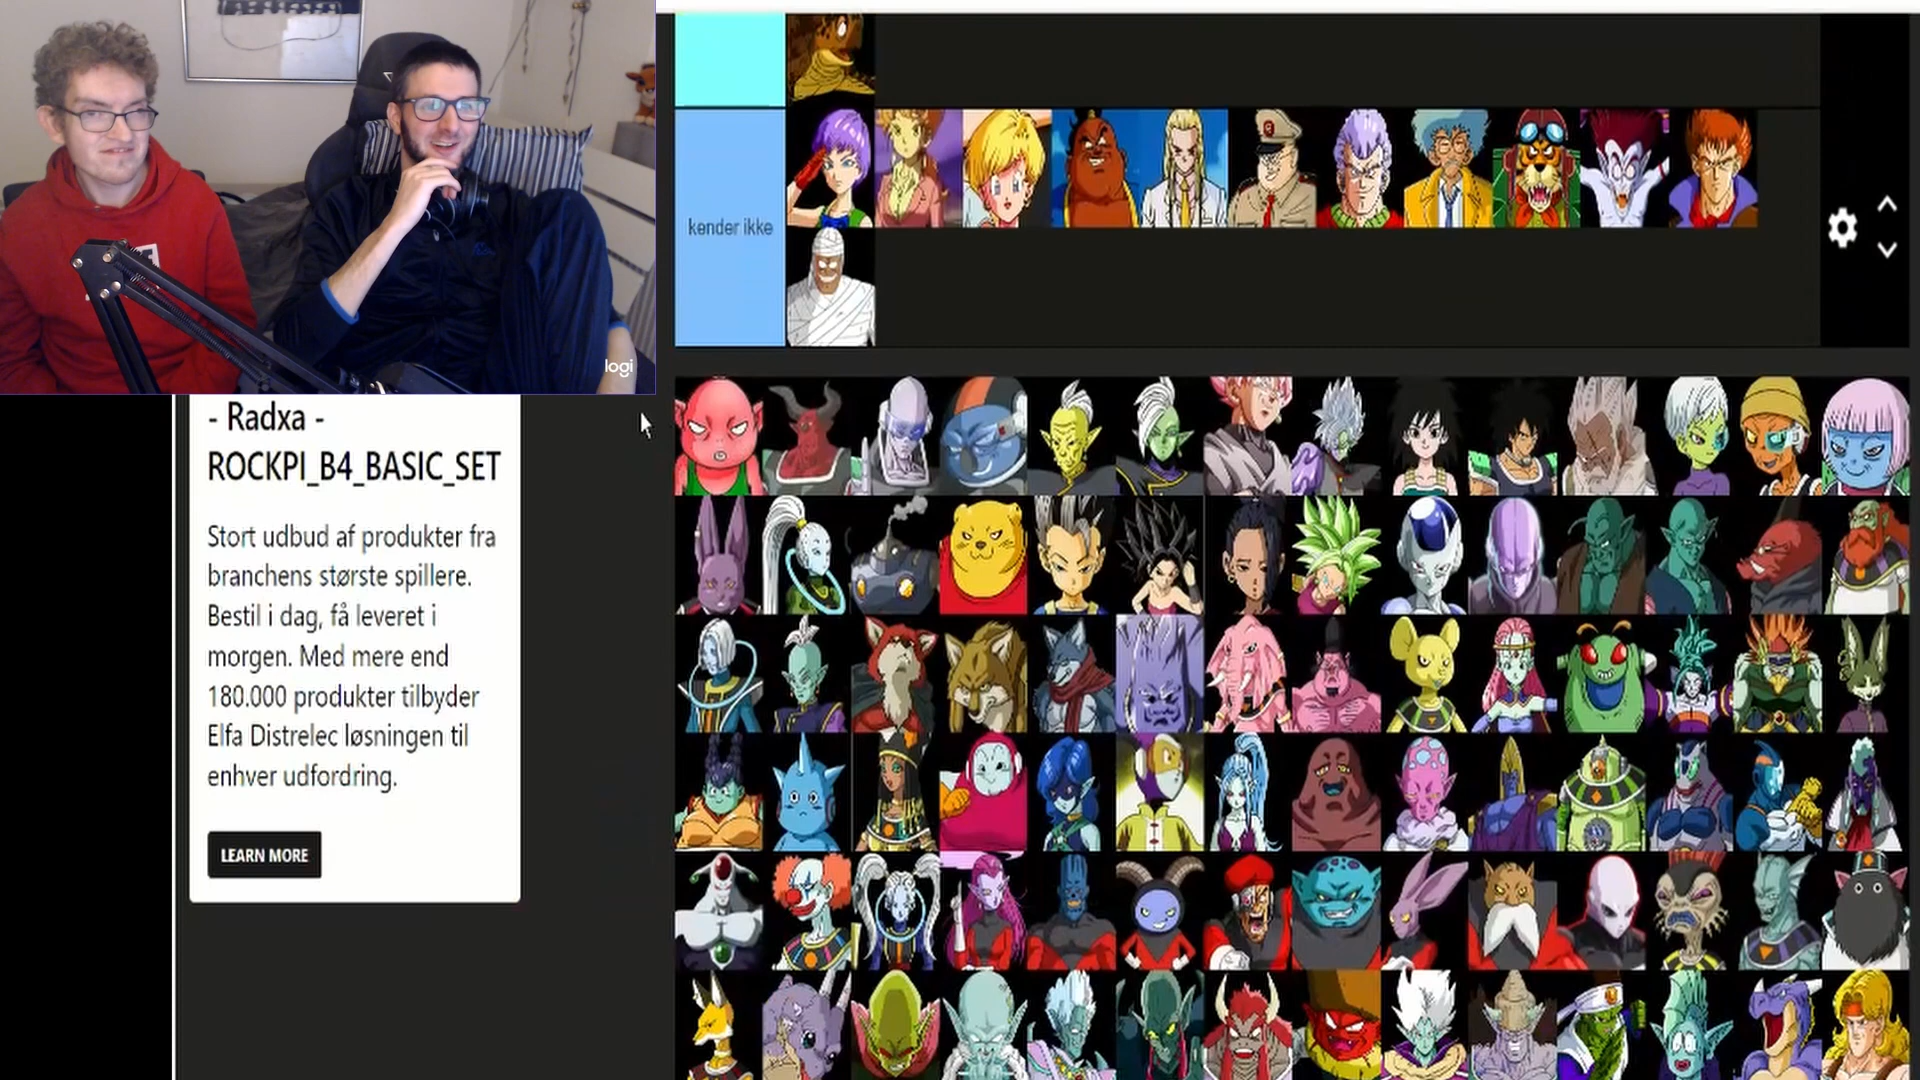 logi
kender ikke
- Radxa -
ROCKPI_B4_BASIC_SET
Stort udbud af produkter fra
branchens største spillere.
Bestil i dag, få leveret i
morgen. Med mere end
180.000 produkter tilbyder
Elfa Distrelec løsningen til
enhver udfordring.
LEARN MORE